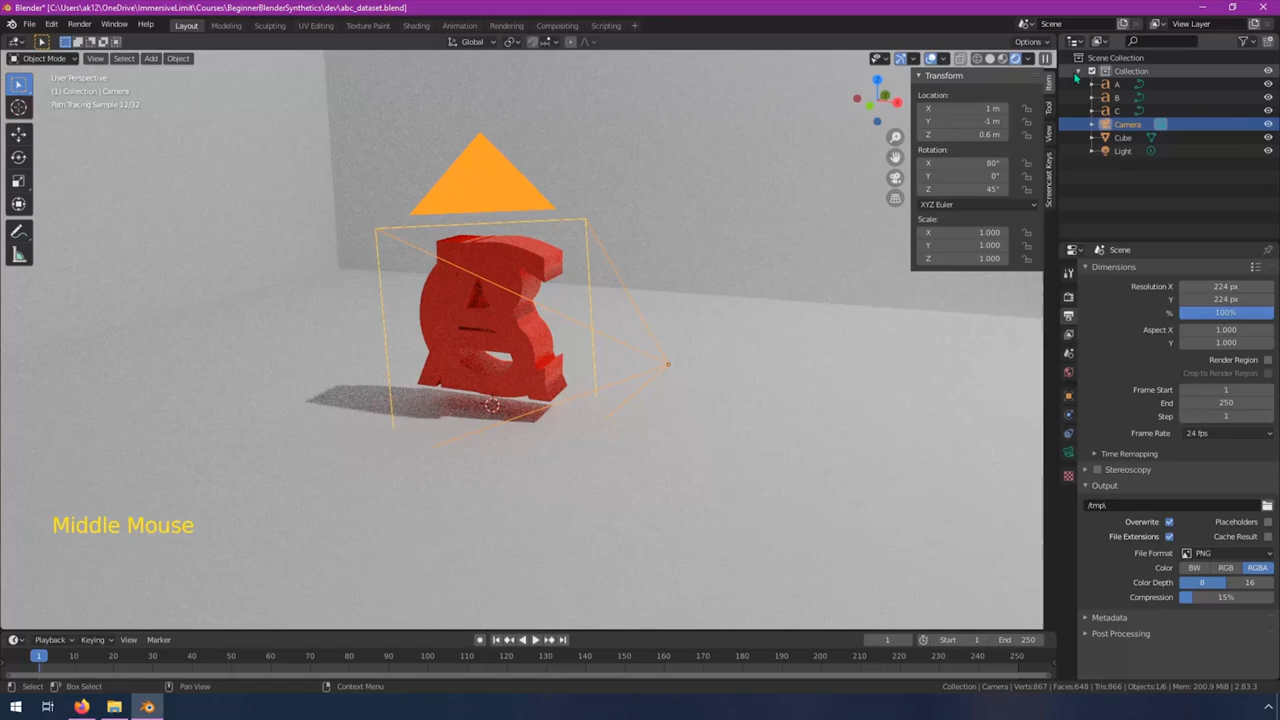 Blender* [C:\Users\ak12\OneDrive\ImmersiveLimit\Courses\BeginnerBlenderSynthetics\dev\abc_dataset.blend]
File Edit Render Window Help Layout Modeling Sculpting UV Editing Texture Paint Shading Animation Rendering Compositing Scripting Scene View Layer
Global Options
Object Mode View Select Add Object
User Perspective
(1) Collection | Camera
Path Tracing Sample 12/32
Transform
Location:
X 1 m
Y -1 m
Z 0.6 m
Rotation:
X 80°
Y 0°
Z 45°
XYZ Euler
Scale:
X 1.000
Y 1.000
Z 1.000
Item
Tool
View
Screencast Keys
Scene Collection
Collection
A
B
C
Camera
Cube
Light
Scene
Dimensions
Resolution X 224 px
Y 224 px
% 100%
Aspect X 1.000
Y 1.000
Render Region
Crop to Render Region
Frame Start 1
End 250
Step 1
Frame Rate 24 fps
Time Remapping
Stereoscopy
Output
/tmp\
Overwrite Placeholders
File Extensions Cache Result
File Format PNG
Color BW RGB RGBA
Color Depth 8 16
Compression 15%
Metadata
Post Processing
Middle Mouse
Playback Keying View Marker 1 Start 1 End 250
1 10 20 30 40 50 60 70 80 90 100 110 120 130 140 150 160 170 180 190 200 210 220 230 240 250
Select Box Select Pan View Context Menu Collection | Camera | Verts:867 | Faces:648 | Tris:866 | Objects:1/6 | Mem: 200.9 MiB | 2.83.3